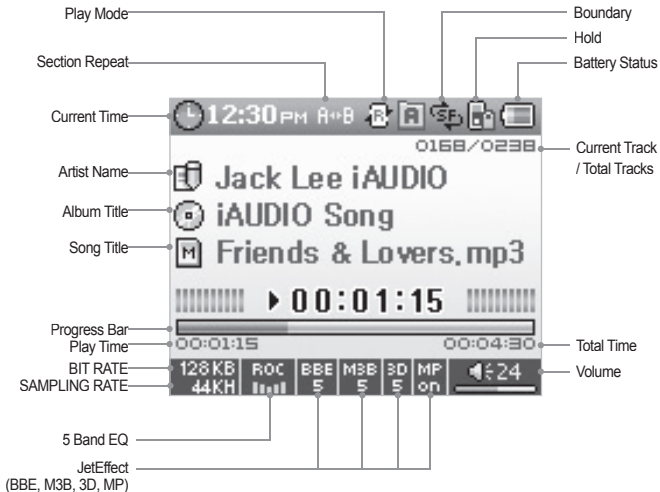 Play Mode
Boundary
Hold
Section Repeat
Battery Status
Current Time
12:30PM A↔B R A SF
0168/0238
Current Track
/ Total Tracks
Artist Name
Jack Lee iAUDIO
Album Title
iAUDIO Song
Song Title
M
Friends & Lovers.mp3
00:01:15
Progress Bar
Play Time
00:01:15
00:04:30
Total Time
BIT RATE
128KB
ROC
BBE
M3B
3D
MP
24
Volume
SAMPLING RATE
44KH
5
5
5
on
5 Band EQ
JetEffect
(BBE, M3B, 3D, MP)